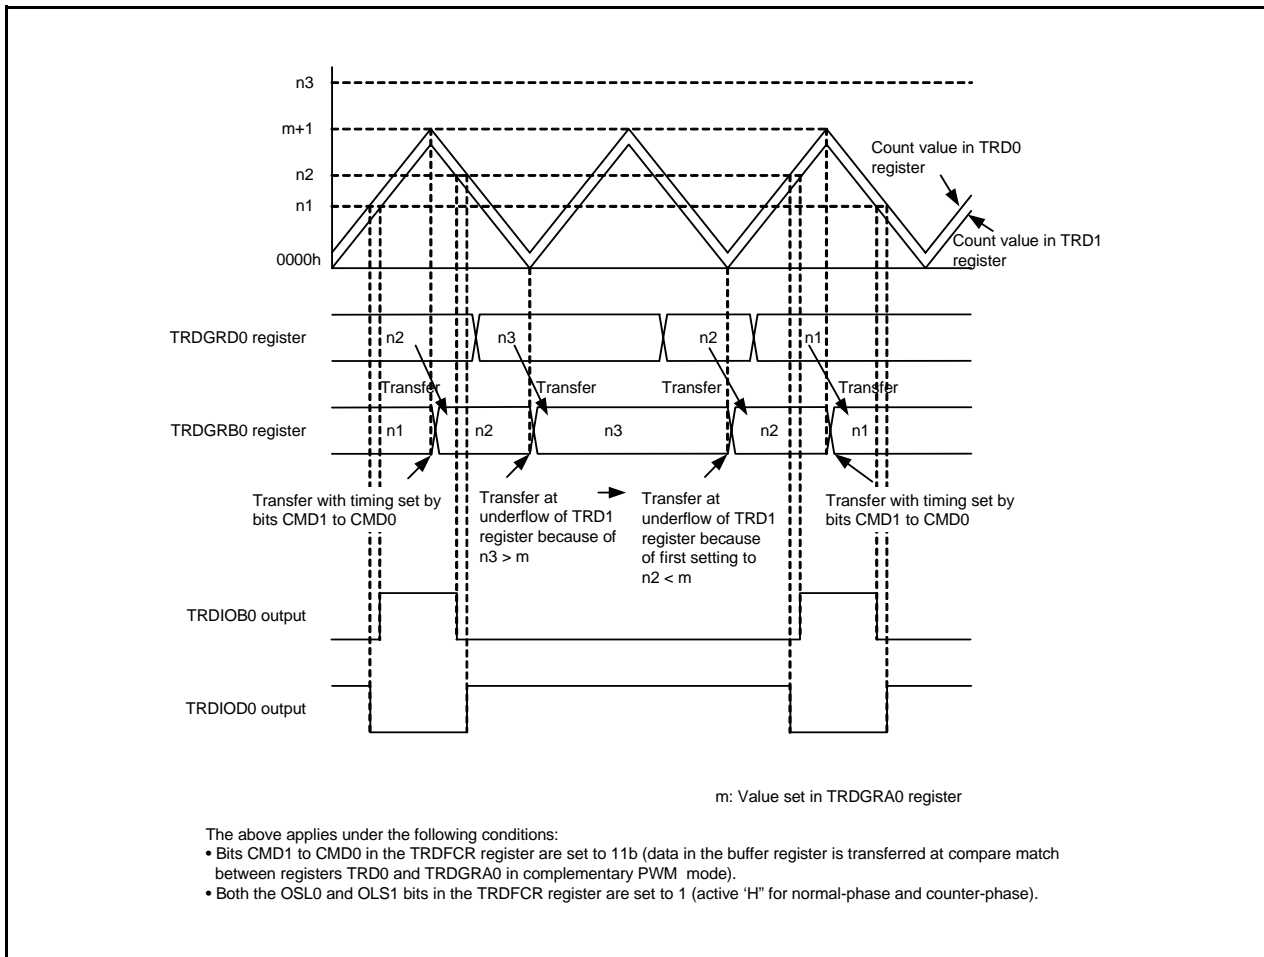 n3
m+1
n2
n1
0000h
Count value in TRD0
register
Count value in TRD1
register
TRDGRD0 register
n2
n3
n2
n1
Transfer
Transfer
Transfer
Transfer
TRDGRB0 register
n1
n2
n3
n2
n1
Transfer with timing set by
bits CMD1 to CMD0
Transfer at
underflow of TRD1
register because of
n3 > m
Transfer at
underflow of TRD1
register because
of first setting to
n2 < m
Transfer with timing set by
bits CMD1 to CMD0
TRDIOB0 output
TRDIOD0 output
m: Value set in TRDGRA0 register
The above applies under the following conditions:
• Bits CMD1 to CMD0 in the TRDFCR register are set to 11b (data in the buffer register is transferred at compare match
between registers TRD0 and TRDGRA0 in complementary PWM mode).
• Both the OSL0 and OLS1 bits in the TRDFCR register are set to 1 (active ‘H” for normal-phase and counter-phase).